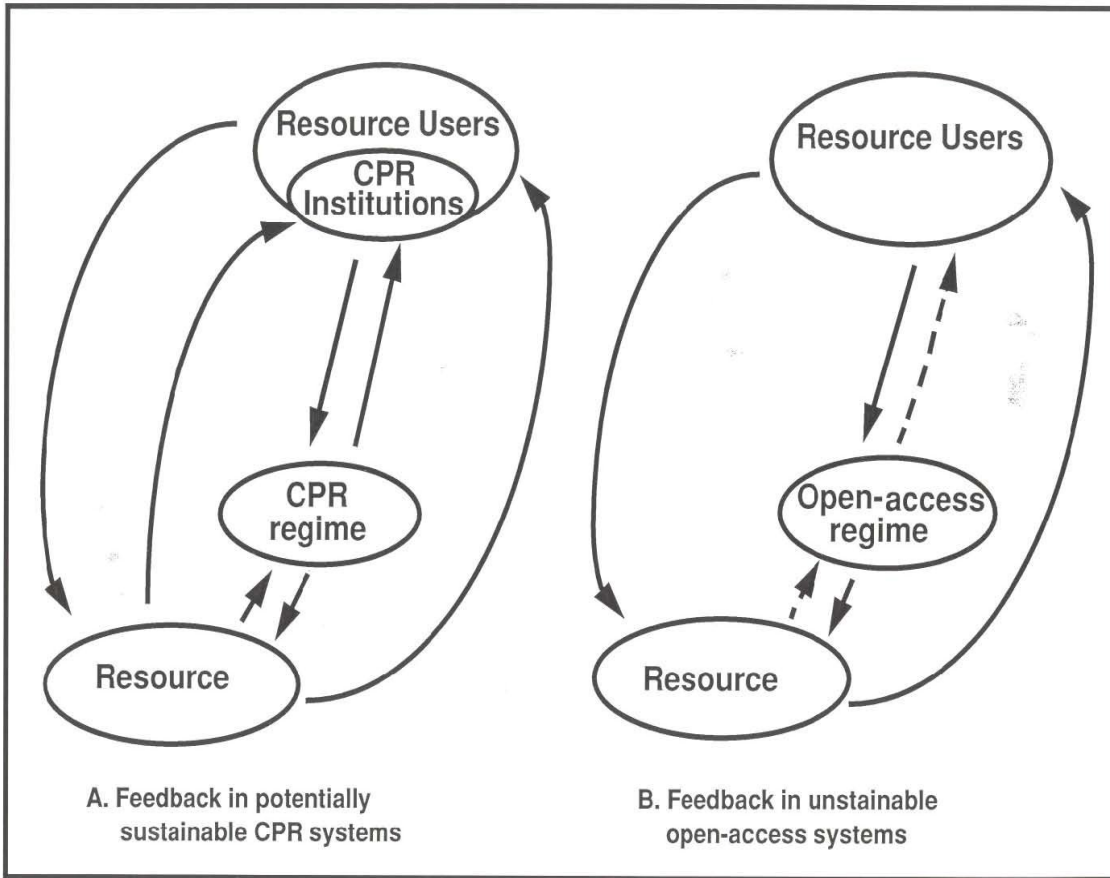 Resource Users
CPR
Institutions
CPR
regime
Resource
A. Feedback in potentially
sustainable CPR systems
Resource Users
Open-access
regime
Resource
B. Feedback in unstainable
open-access systems